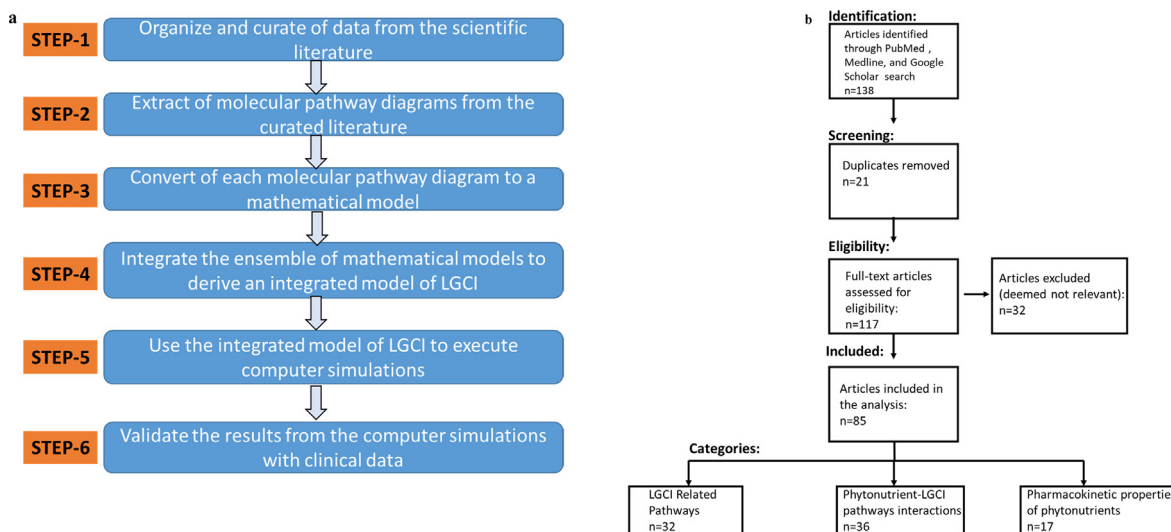 a
STEP-1
Organize and curate of data from the scientific
literature
STEP-2
Extract of molecular pathway diagrams from the
curated literature
STEP-3
Convert of each molecular pathway diagram to a
mathematical model
STEP-4
Integrate the ensemble of mathematical models to
derive an integrated model of LGCI
STEP-5
Use the integrated model of LGCI to execute
computer simulations
STEP-6
Validate the results from the computer simulations
with clinical data
b
Identification:
Articles identified
through PubMed ,
Medline, and Google
Scholar search
n=138
Screening:
Duplicates removed
n=21
Eligibility:
Full-text articles
assessed for
eligibility:
n=117
Articles excluded
(deemed not relevant):
n=32
Included:
Articles included in
the analysis:
n=85
Categories:
LGCI Related
Pathways
n=32
Phytonutrient-LGCI
pathways interactions
n=36
Pharmacokinetic propertie
of phytonutrients
n=17